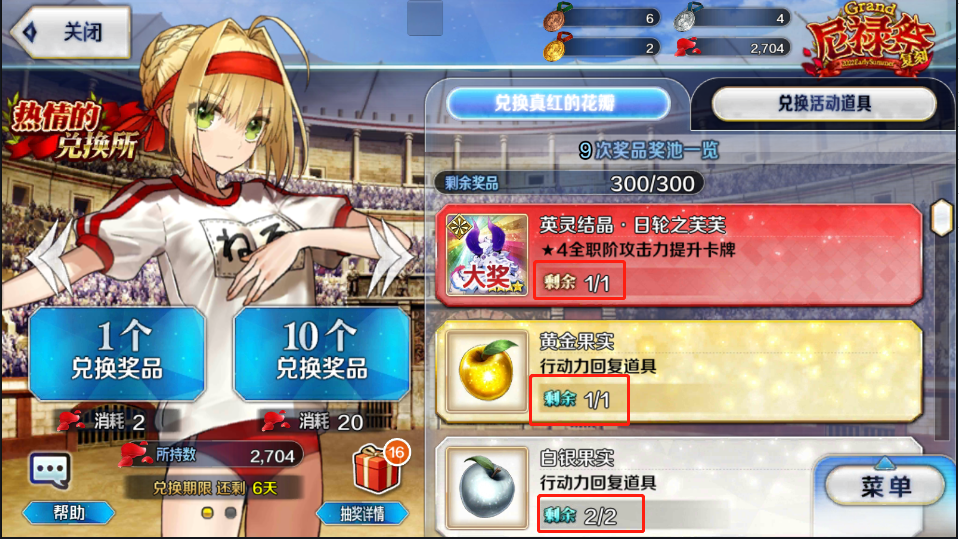 关闭
6
4
2
2,704
Grand
厄禄祭
2022 Early Summer
复刻
热情的
兑换所
兑换真红的花瓣
兑换活动道具
9次奖品奖池一览
剩余奖品
300/300
英灵结晶·日轮之芙芙
★4全职阶攻击力提升卡牌
大奖
剩余 1/1
黄金果实
行动力回复道具
剩余 1/1
白银果实
行动力回复道具
剩余 2/2
ねろ
1个
兑换奖品
10个
兑换奖品
消耗 2
消耗 20
所持数 2,704
兑换期限 还剩 6天
16
帮助
抽奖详情
菜单